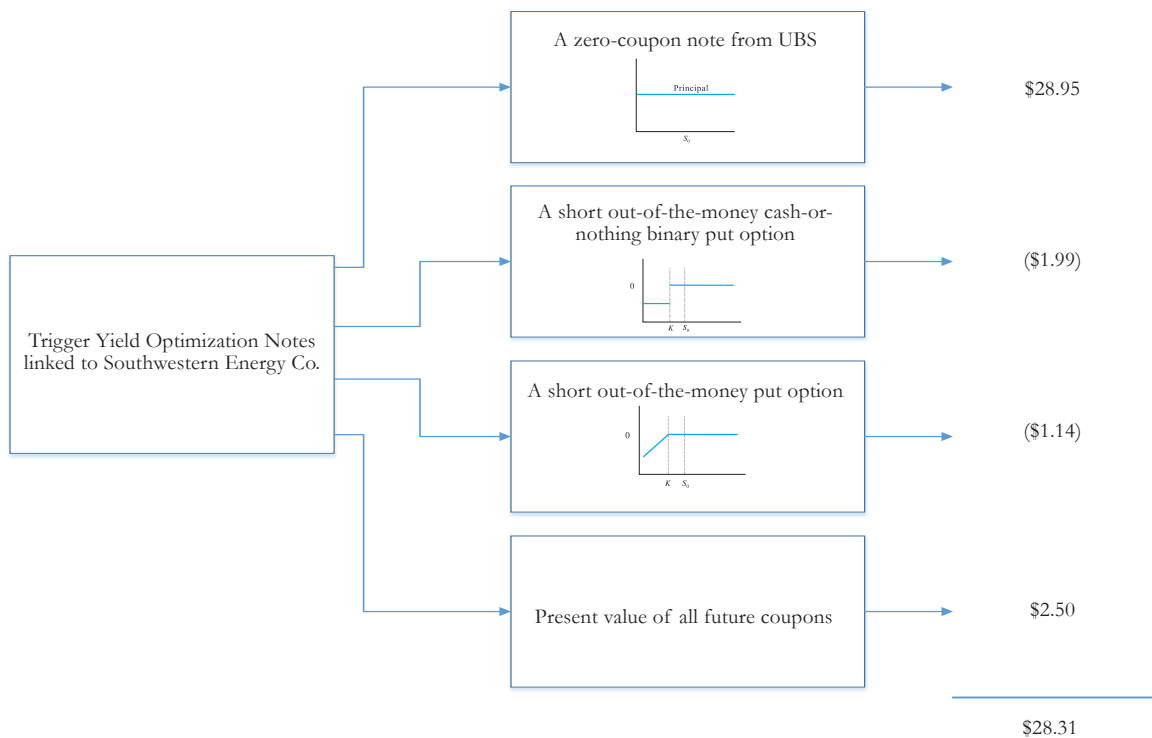 A zero-coupon note from UBS
Principal
S₀
$28.95
A short out-of-the-money cash-or-
nothing binary put option
0
K
S₀
($1.99)
Trigger Yield Optimization Notes
linked to Southwestern Energy Co.
A short out-of-the-money put option
0
K
S₀
($1.14)
Present value of all future coupons
$2.50
$28.31